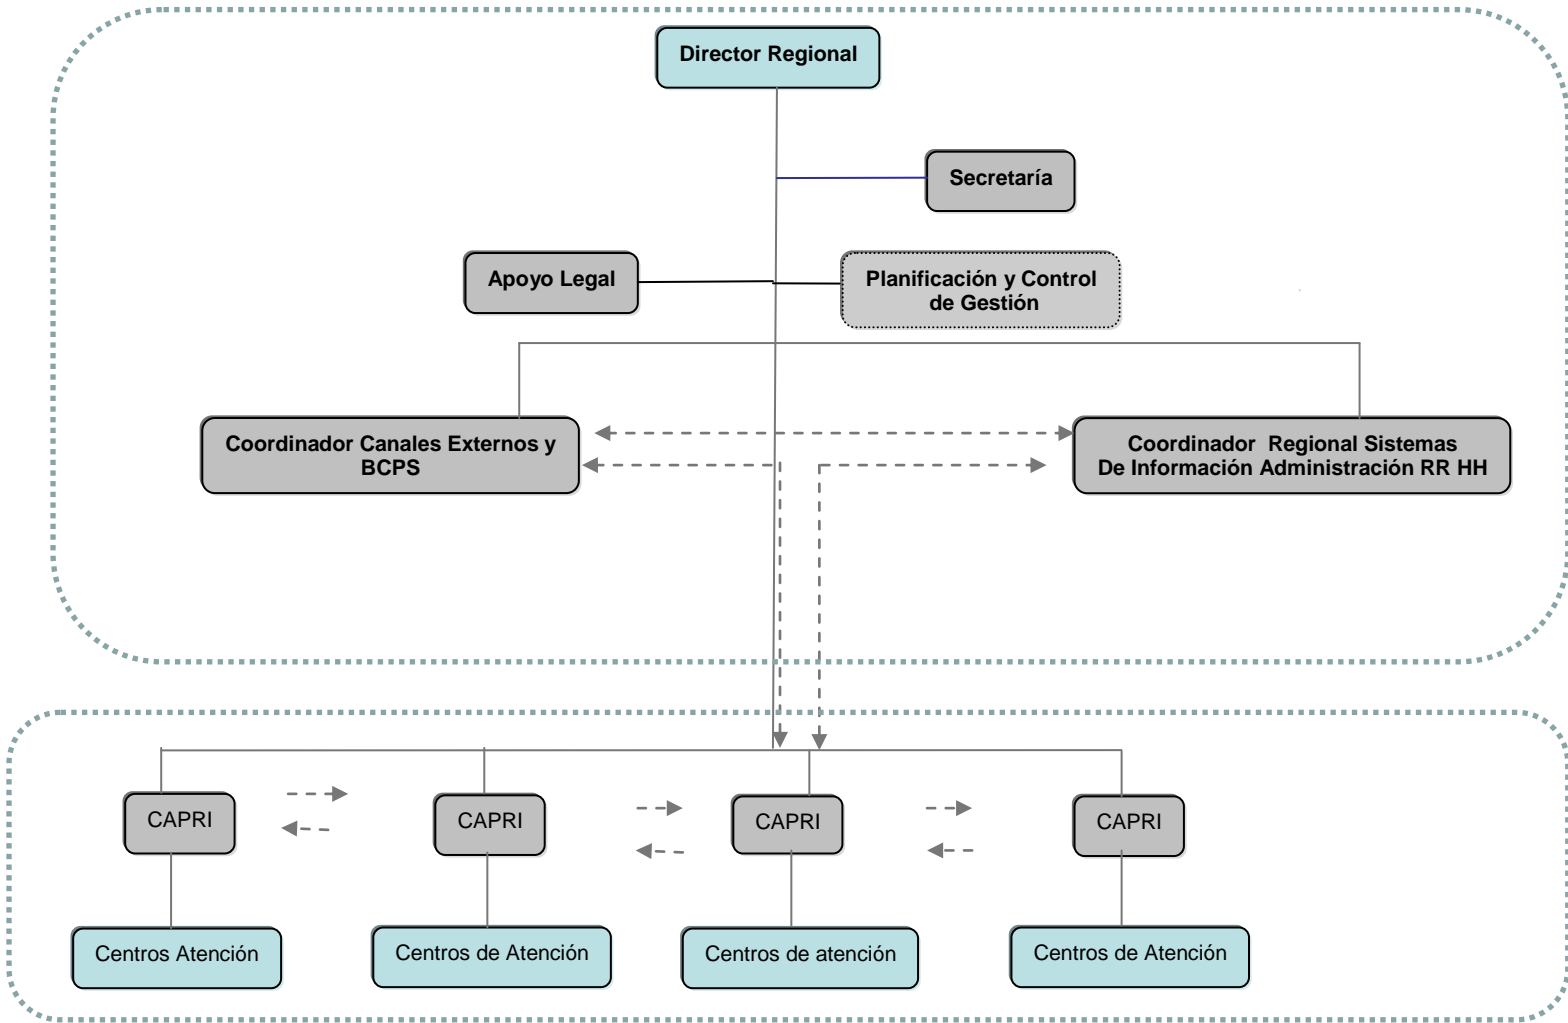 Director Regional
Secretaría
Apoyo Legal
Planificación y Control
de Gestión
Coordinador Canales Externos y
BCPS
Coordinador Regional Sistemas
De Información Administración RR HH
CAPRI
CAPRI
CAPRI
CAPRI
Centros Atención
Centros de Atención
Centros de atención
Centros de Atención